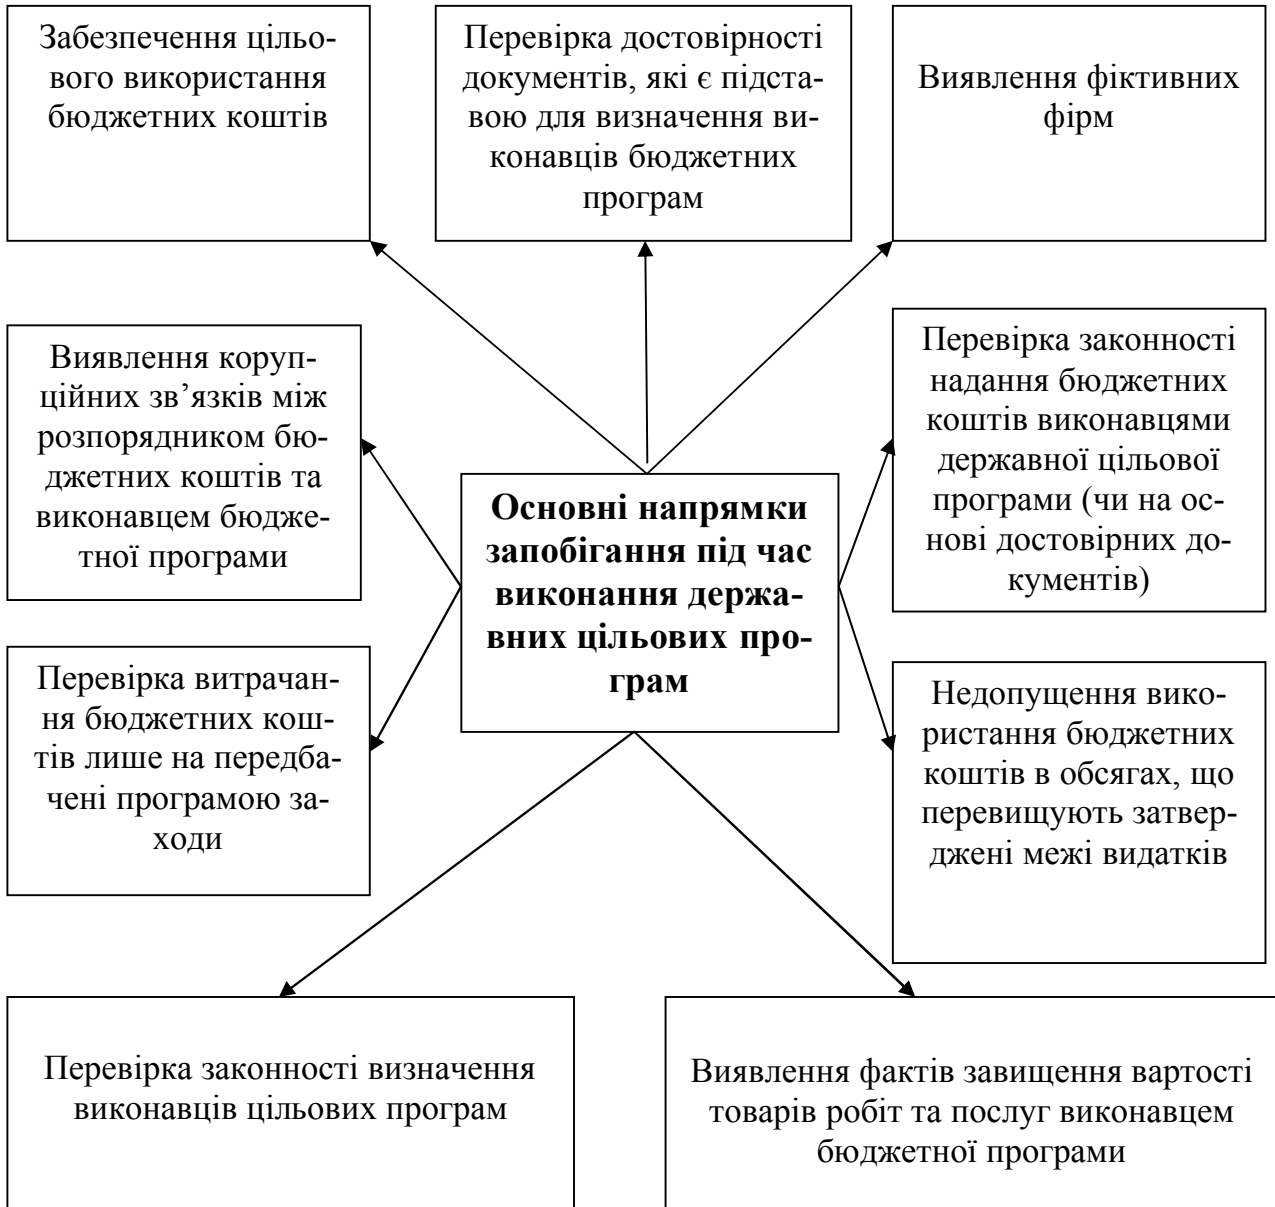 Забезпечення цільо-
вого використання
бюджетних коштів
Перевірка достовірності
документів, які є підста-
вою для визначення ви-
конавців бюджетних
програм
Виявлення фіктивних
фірм
Виявлення коруп-
ційних зв’язків між
розпорядником бю-
джетних коштів та
виконавцем бюдже-
тної програми
Перевірка законності
надання бюджетних
коштів виконавцями
державної цільової
програми (чи на ос-
нові достовірних до-
кументів)
Основні напрямки
запобігання під час
виконання держа-
вних цільових про-
грам
Перевірка витрачан-
ня бюджетних кош-
тів лише на передба-
чені програмою за-
ходи
Недопущення вико-
ристання бюджетних
коштів в обсягах, що
перевищують затвер-
джені межі видатків
Перевірка законності визначення
виконавців цільових програм
Виявлення фактів завищення вартості
товарів робіт та послуг виконавцем
бюджетної програми